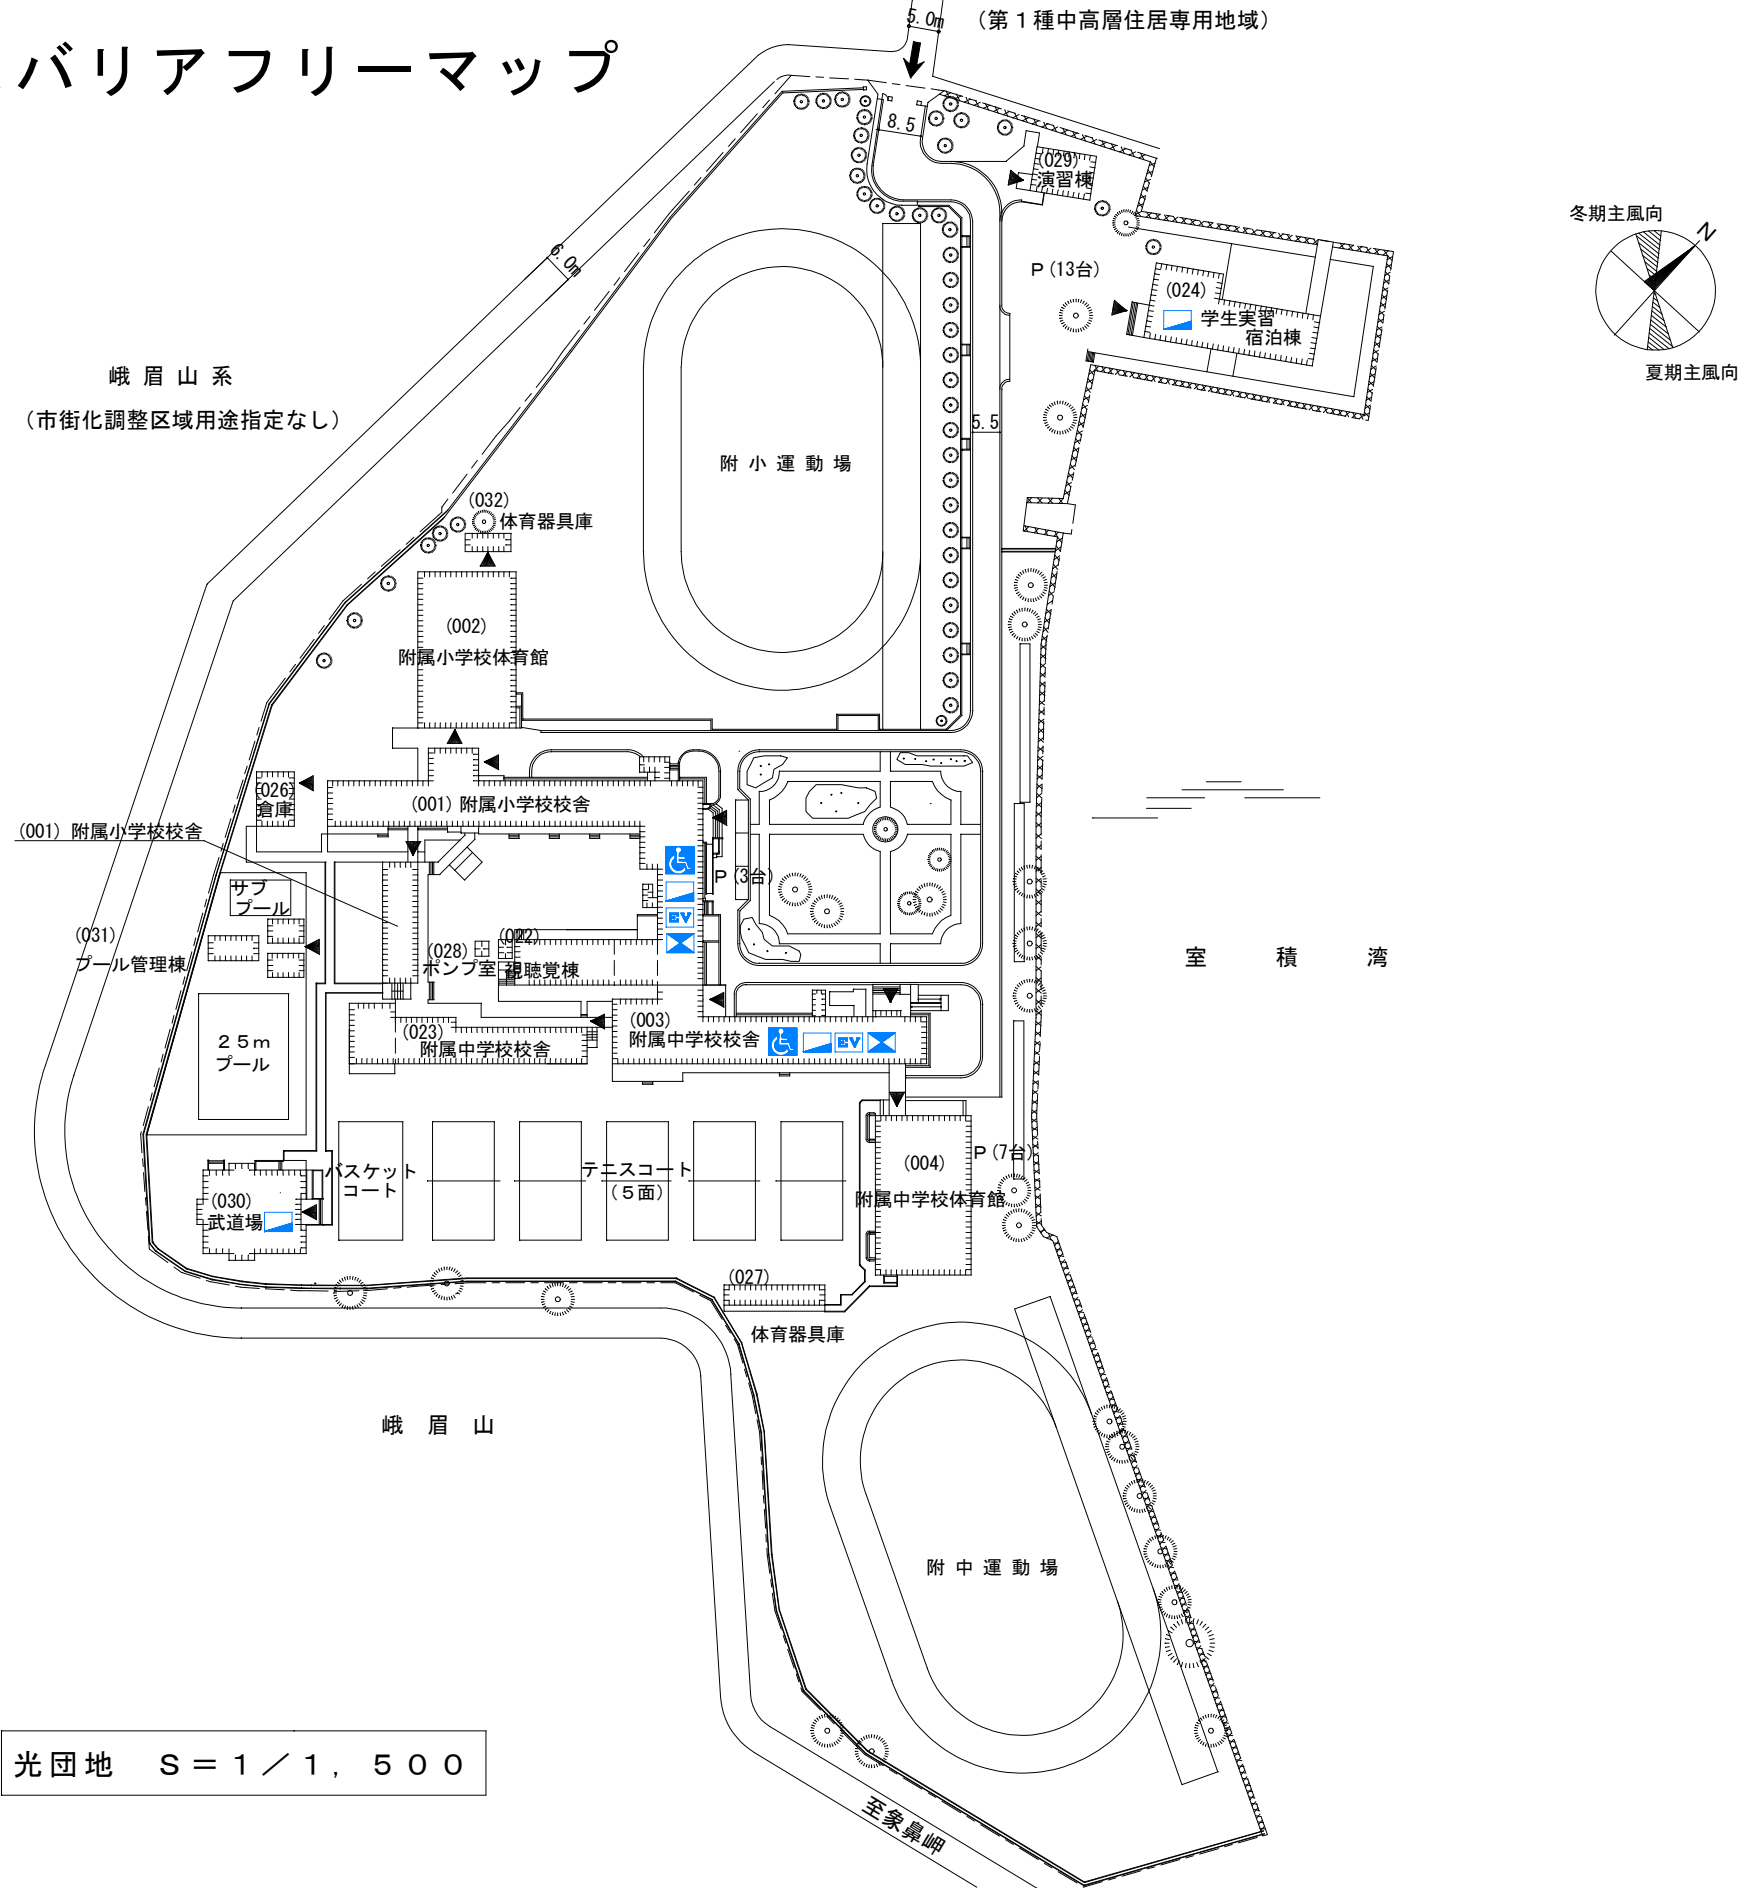 バリアフリーマップ
5.0m
(第1種中高層住居専用地域)
8.5
(029)
演習棟
冬期主風向
N
夏期主風向
6.0m
P(13台)
(024)
学生実習
宿泊棟
峨眉山系
(市街化調整区域用途指定なし)
5.5
附小運動場
(032)
体育器具庫
(002)
附属小学校体育館
(026)
倉庫
(001) 附属小学校校舎
(001) 附属小学校校舎
P(3台)
サブ
プール
EV
(031)
プール管理棟
(028)
ポンプ室
(022)
視聴覚棟
室積湾
25m
プール
(023)
附属中学校校舎
(003)
附属中学校校舎
EV
バスケット
コート
テニスコート
(5面)
(004)
附属中学校体育館
P(7台)
(030)
武道場
(027)
体育器具庫
峨眉山
附中運動場
光団地 S=1/1,500
至象鼻岬